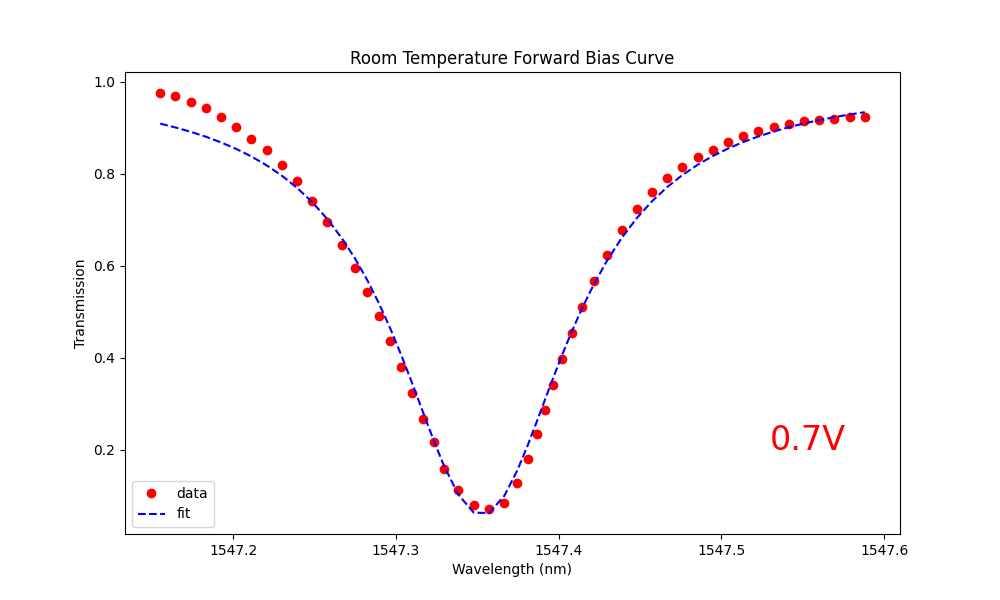 Room Temperature Forward Bias Curve
1.0
0.8
0.6
0.4
0.2
Transmission
0.7V
data
fit
1547.2 1547.3 1547.4 1547.5 1547.6
Wavelength (nm)